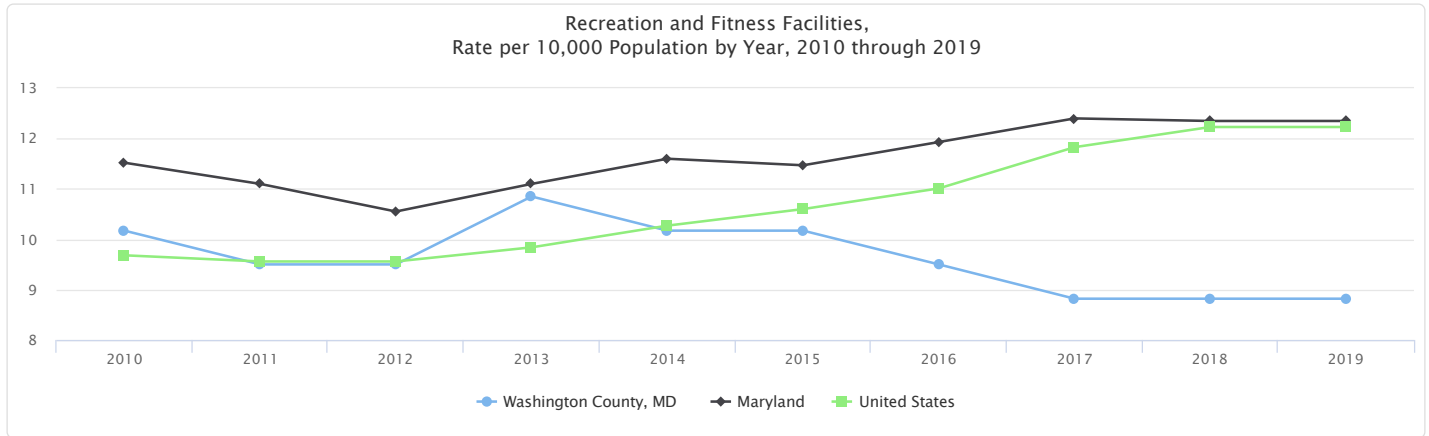 Recreation and Fitness Facilities,
Rate per 10,000 Population by Year, 2010 through 2019
13
12
11
10
9
8
2010 2011 2012 2013 2014 2015 2016 2017 2018 2019
Washington County, MD Maryland United States